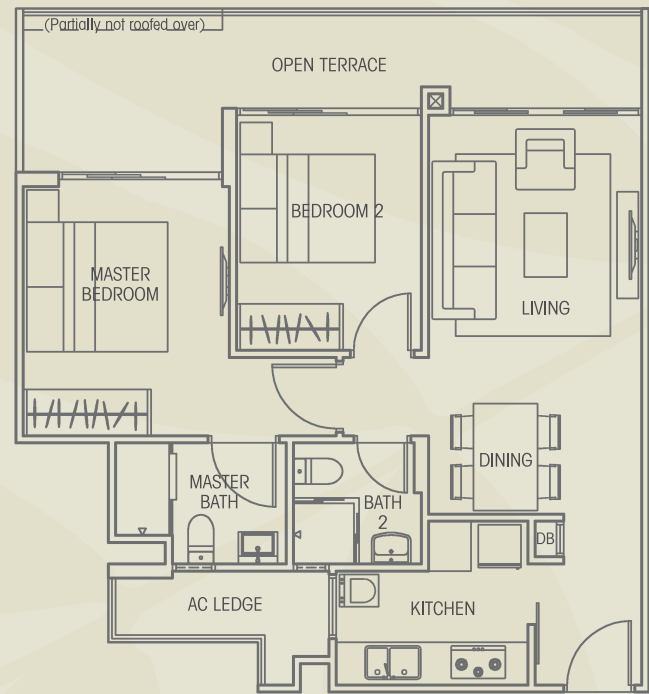 (Partially not roofed over)
OPEN TERRACE
BEDROOM 2
MASTER
BEDROOM
LIVING
DINING
MASTER
BATH
BATH
2
DB
AC LEDGE
KITCHEN